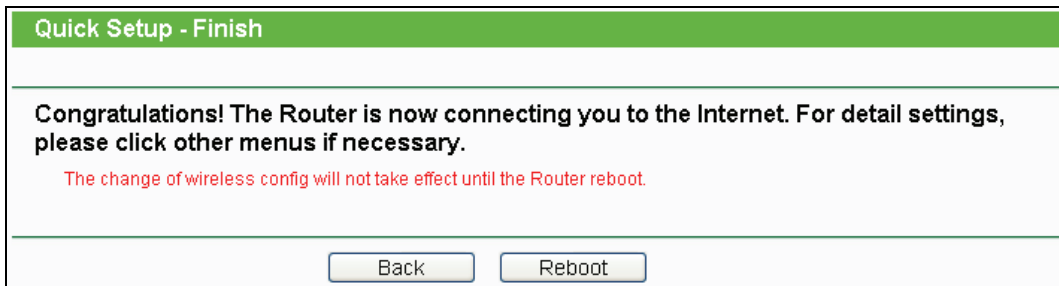 Quick Setup - Finish
Congratulations! The Router is now connecting you to the Internet. For detail settings,
please click other menus if necessary.
The change of wireless config will not take effect until the Router reboot.
Back Reboot